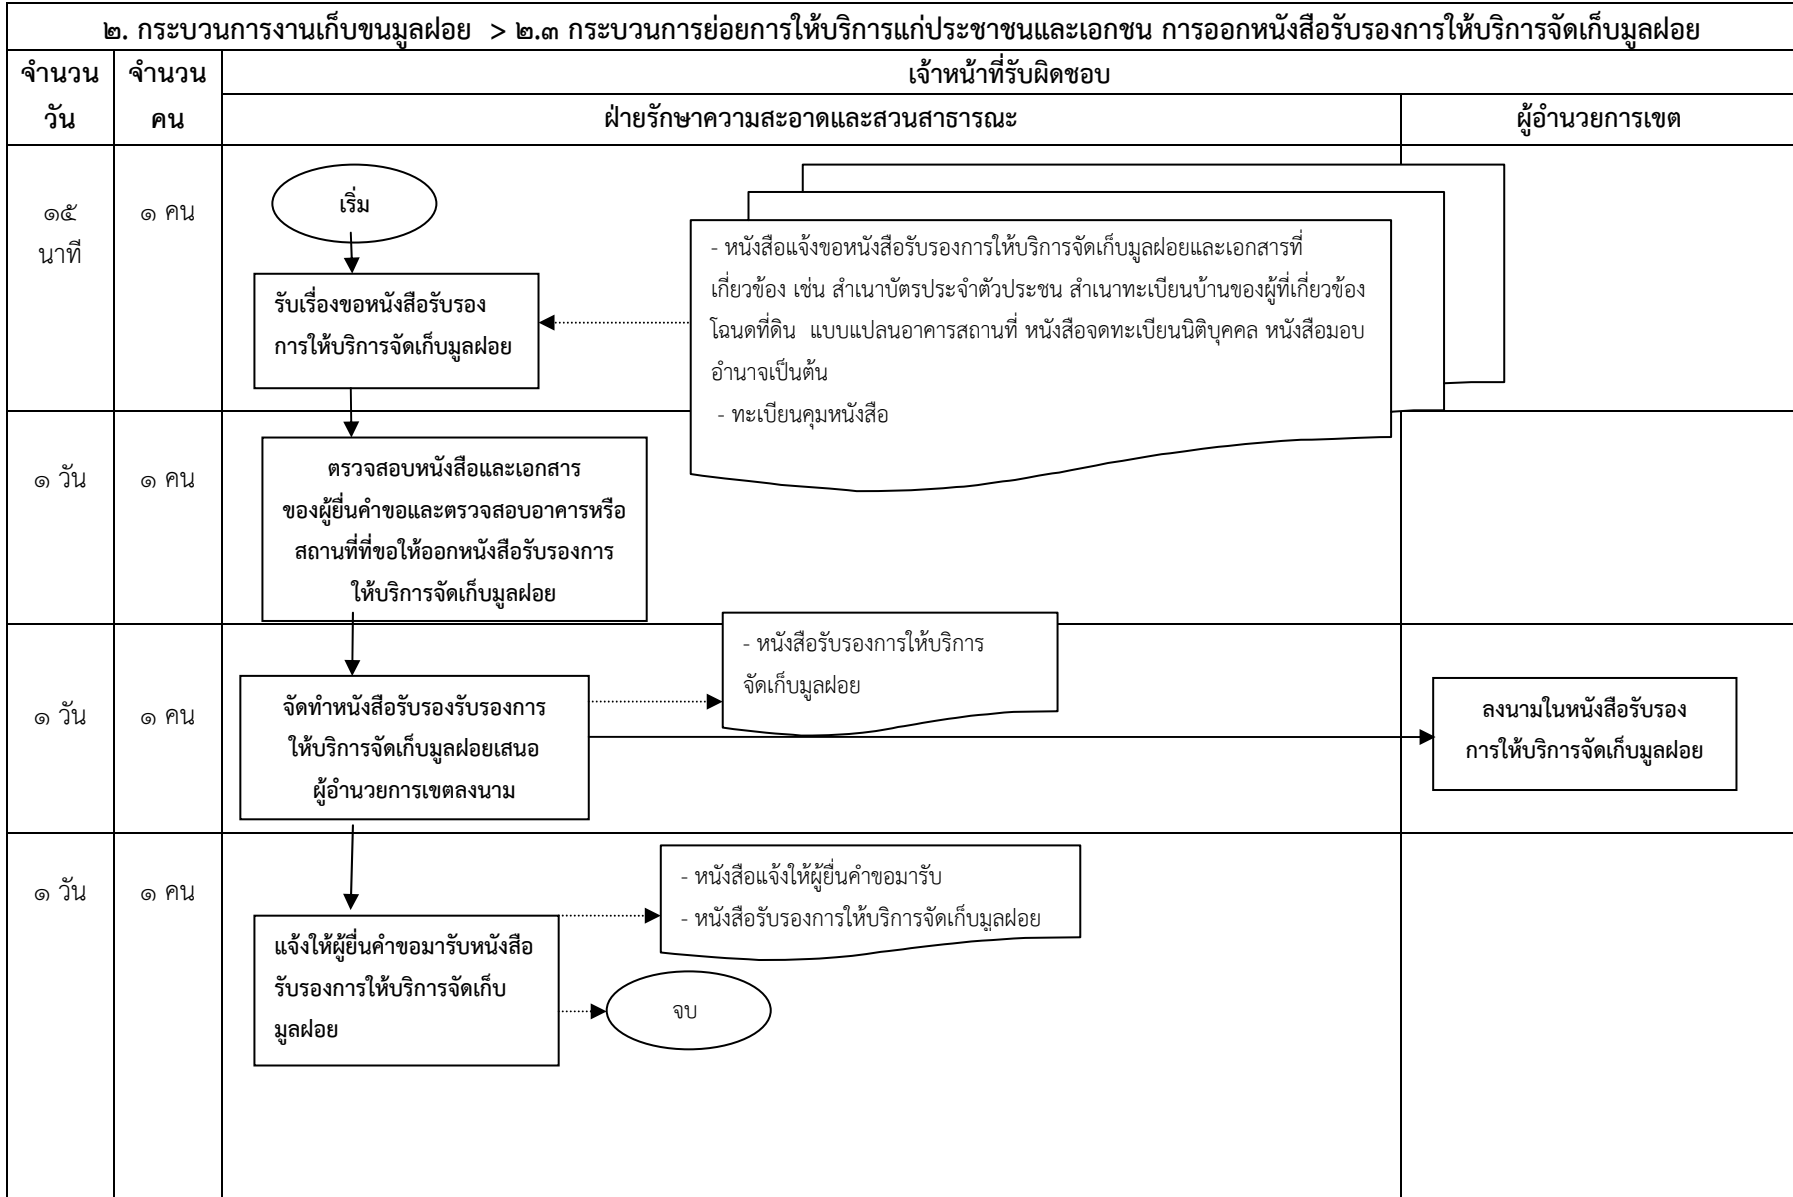 ๒. กระบวนการงานเก็บขนมูลฝอย > ๒.๓ กระบวนการย่อยการให้บริการแก่ประชาชนและเอกชน การออกหนังสือรับรองการให้บริการจัดเก็บมูลฝอย
จำนวน
วัน
จำนวน
คน
เจ้าหน้าที่รับผิดชอบ
ฝ่ายรักษาความสะอาดและสวนสาธารณะ
ผู้อำนวยการเขต
๑๕
นาที
๑ คน
เริ่ม
รับเรื่องขอหนังสือรับรอง
การให้บริการจัดเก็บมูลฝอย
- หนังสือแจ้งขอหนังสือรับรองการให้บริการจัดเก็บมูลฝอยและเอกสารที่
เกี่ยวข้อง เช่น สำเนาบัตรประจำตัวประชน สำเนาทะเบียนบ้านของผู้ที่เกี่ยวข้อง
โฉนดที่ดิน แบบแปลนอาคารสถานที่ หนังสือจดทะเบียนนิติบุคคล หนังสือมอบ
อำนาจเป็นต้น
- ทะเบียนคุมหนังสือ
๑ วัน
๑ คน
ตรวจสอบหนังสือและเอกสาร
ของผู้ยื่นคำขอและตรวจสอบอาคารหรือ
สถานที่ที่ขอให้ออกหนังสือรับรองการ
ให้บริการจัดเก็บมูลฝอย
๑ วัน
๑ คน
จัดทำหนังสือรับรองรับรองการ
ให้บริการจัดเก็บมูลฝอยเสนอ
ผู้อำนวยการเขตลงนาม
- หนังสือรับรองการให้บริการ
จัดเก็บมูลฝอย
ลงนามในหนังสือรับรอง
การให้บริการจัดเก็บมูลฝอย
๑ วัน
๑ คน
แจ้งให้ผู้ยื่นคำขอมารับหนังสือ
รับรองการให้บริการจัดเก็บ
มูลฝอย
- หนังสือแจ้งให้ผู้ยื่นคำขอมารับ
- หนังสือรับรองการให้บริการจัดเก็บมูลฝอย
จบ